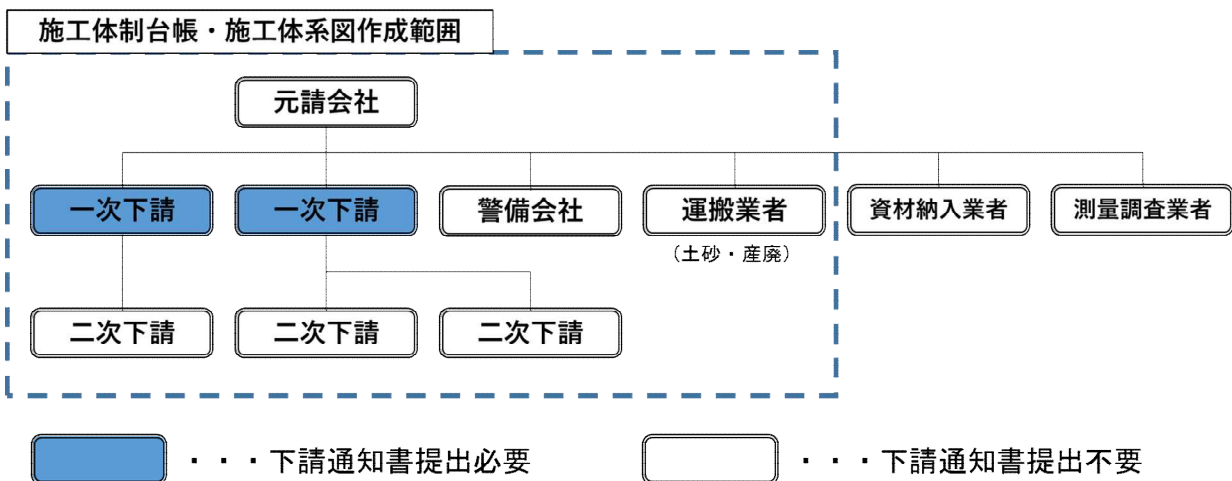 施工体制台帳・施工体系図作成範囲
元請会社
一次下請
一次下請
警備会社
運搬業者
資材納入業者
測量調査業者
（土砂・産廃）
二次下請
二次下請
二次下請
・・・下請通知書提出必要
・・・下請通知書提出不要